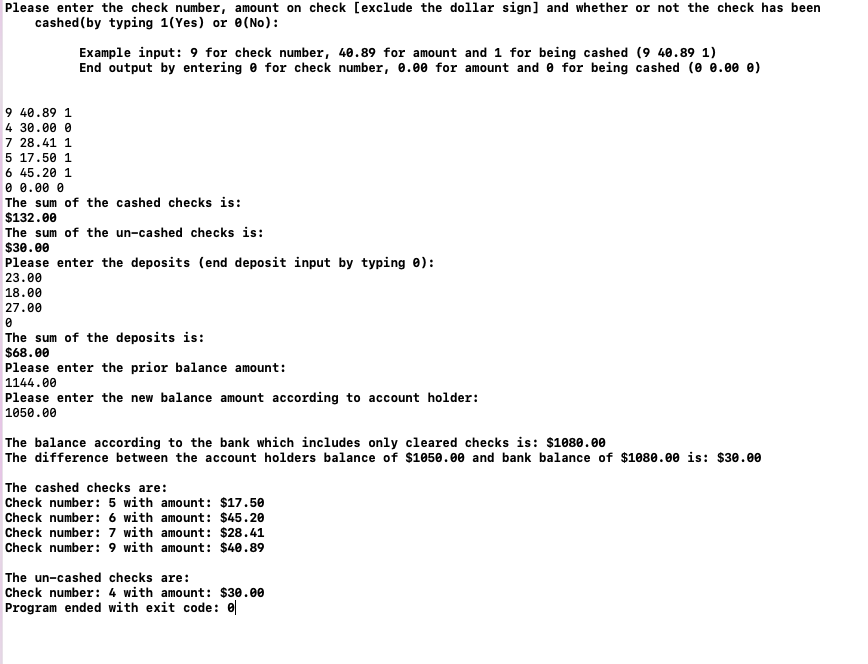 Please enter the check number, amount on check [exclude the dollar sign] and whether or not the check has been
cashed(by typing 1(Yes) or 0(No):
Example input: 9 for check number, 40.89 for amount and 1 for being cashed (9 40.89 1)
End output by entering 0 for check number, 0.00 for amount and 0 for being cashed (0 0.00 0)
9 40.89 1
4 30.00 0
7 28.41 1
5 17.50 1
6 45.20 1
0 0.00 0
The sum of the cashed checks is:
$132.00
The sum of the un-cashed checks is:
$30.00
Please enter the deposits (end deposit input by typing 0):
23.00
18.00
27.00
0
The sum of the deposits is:
$68.00
Please enter the prior balance amount:
1144.00
Please enter the new balance amount according to account holder:
1050.00
The balance according to the bank which includes only cleared checks is: $1080.00
The difference between the account holders balance of $1050.00 and bank balance of $1080.00 is: $30.00
The cashed checks are:
Check number: 5 with amount: $17.50
Check number: 6 with amount: $45.20
Check number: 7 with amount: $28.41
Check number: 9 with amount: $40.89
The un-cashed checks are:
Check number: 4 with amount: $30.00
Program ended with exit code: 0